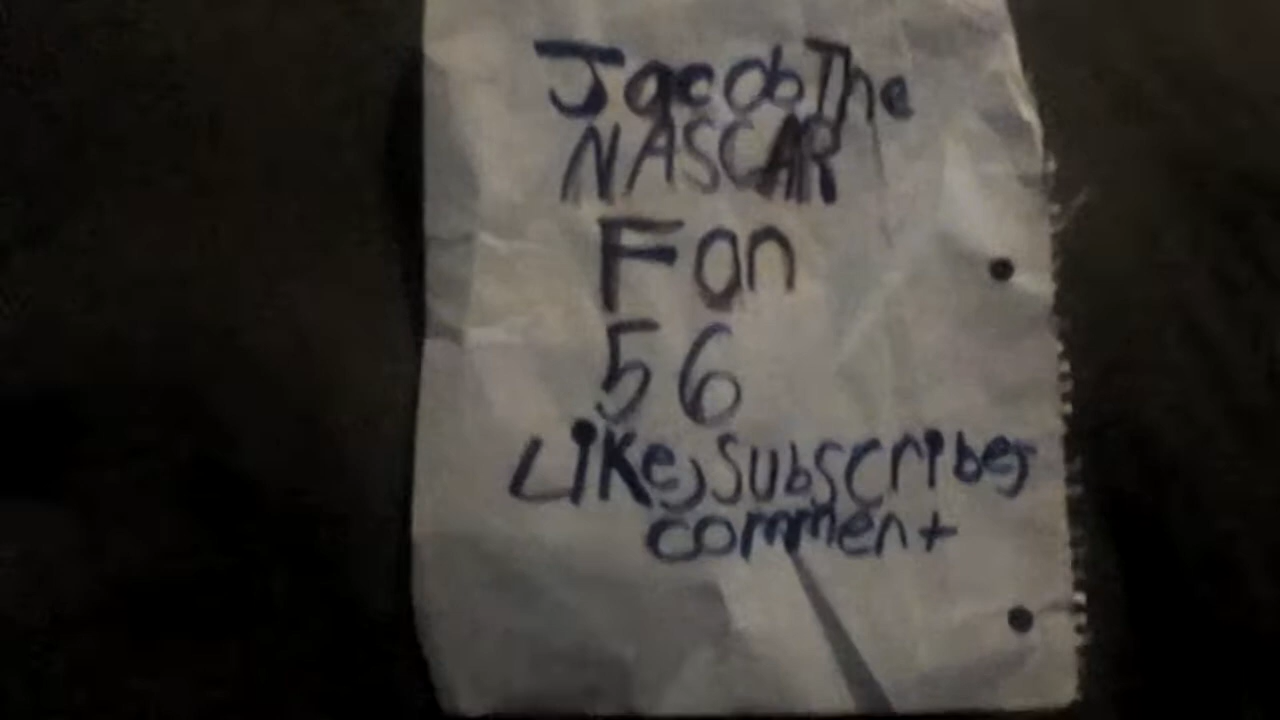 JacobThe
NASCAR
Fan
56
Like, Subscribe,
comment